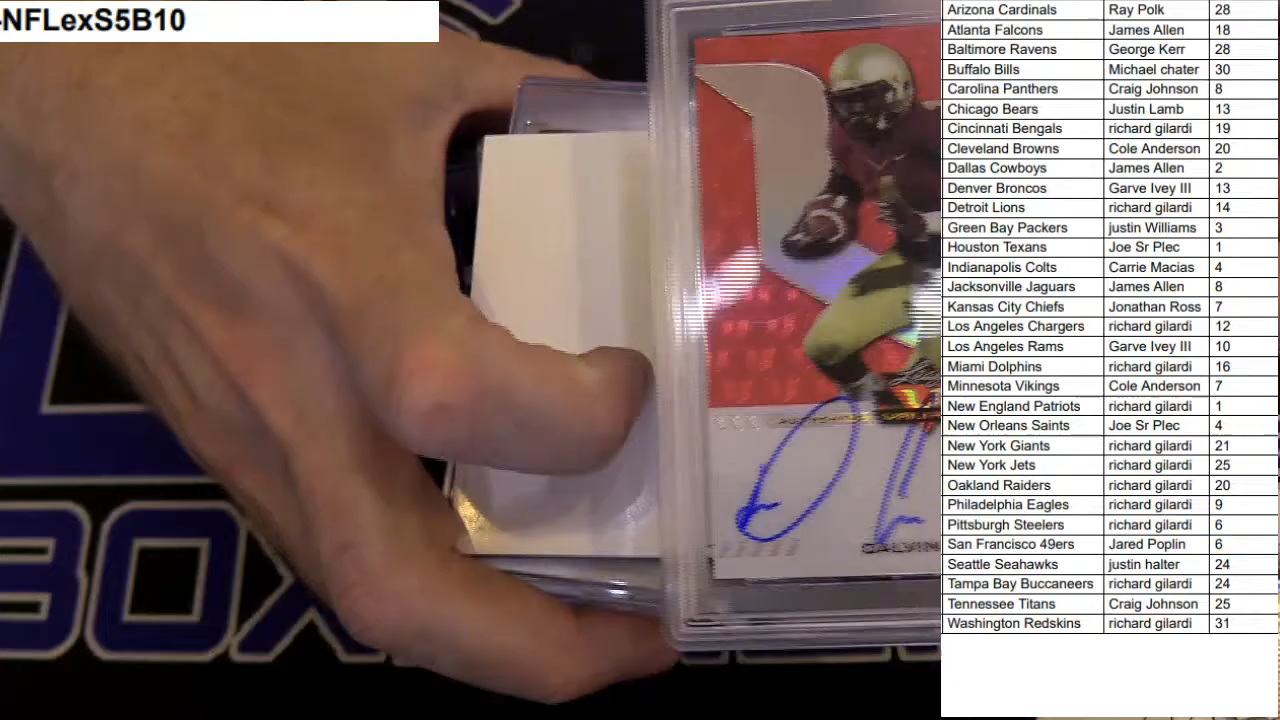 -NFLexS5B10
Arizona Cardinals Ray Polk 28
Atlanta Falcons James Allen 18
Baltimore Ravens George Kerr 28
Buffalo Bills Michael chater 30
Carolina Panthers Craig Johnson 8
Chicago Bears Justin Lamb 13
Cincinnati Bengals richard gilardi 19
Cleveland Browns Cole Anderson 20
Dallas Cowboys James Allen 2
Denver Broncos Garve Ivey III 13
Detroit Lions richard gilardi 14
Green Bay Packers justin Williams 3
Houston Texans Joe Sr Plec 1
Indianapolis Colts Carrie Macias 4
Jacksonville Jaguars James Allen 8
Kansas City Chiefs Jonathan Ross 7
Los Angeles Chargers richard gilardi 12
Los Angeles Rams Garve Ivey III 10
Miami Dolphins richard gilardi 16
Minnesota Vikings Cole Anderson 7
New England Patriots richard gilardi 1
New Orleans Saints Joe Sr Plec 4
New York Giants richard gilardi 21
New York Jets richard gilardi 25
Oakland Raiders richard gilardi 20
Philadelphia Eagles richard gilardi 9
Pittsburgh Steelers richard gilardi 6
San Francisco 49ers Jared Poplin 6
Seattle Seahawks justin halter 24
Tampa Bay Buccaneers richard gilardi 24
Tennessee Titans Craig Johnson 25
Washington Redskins richard gilardi 31
CALVIN
BOX